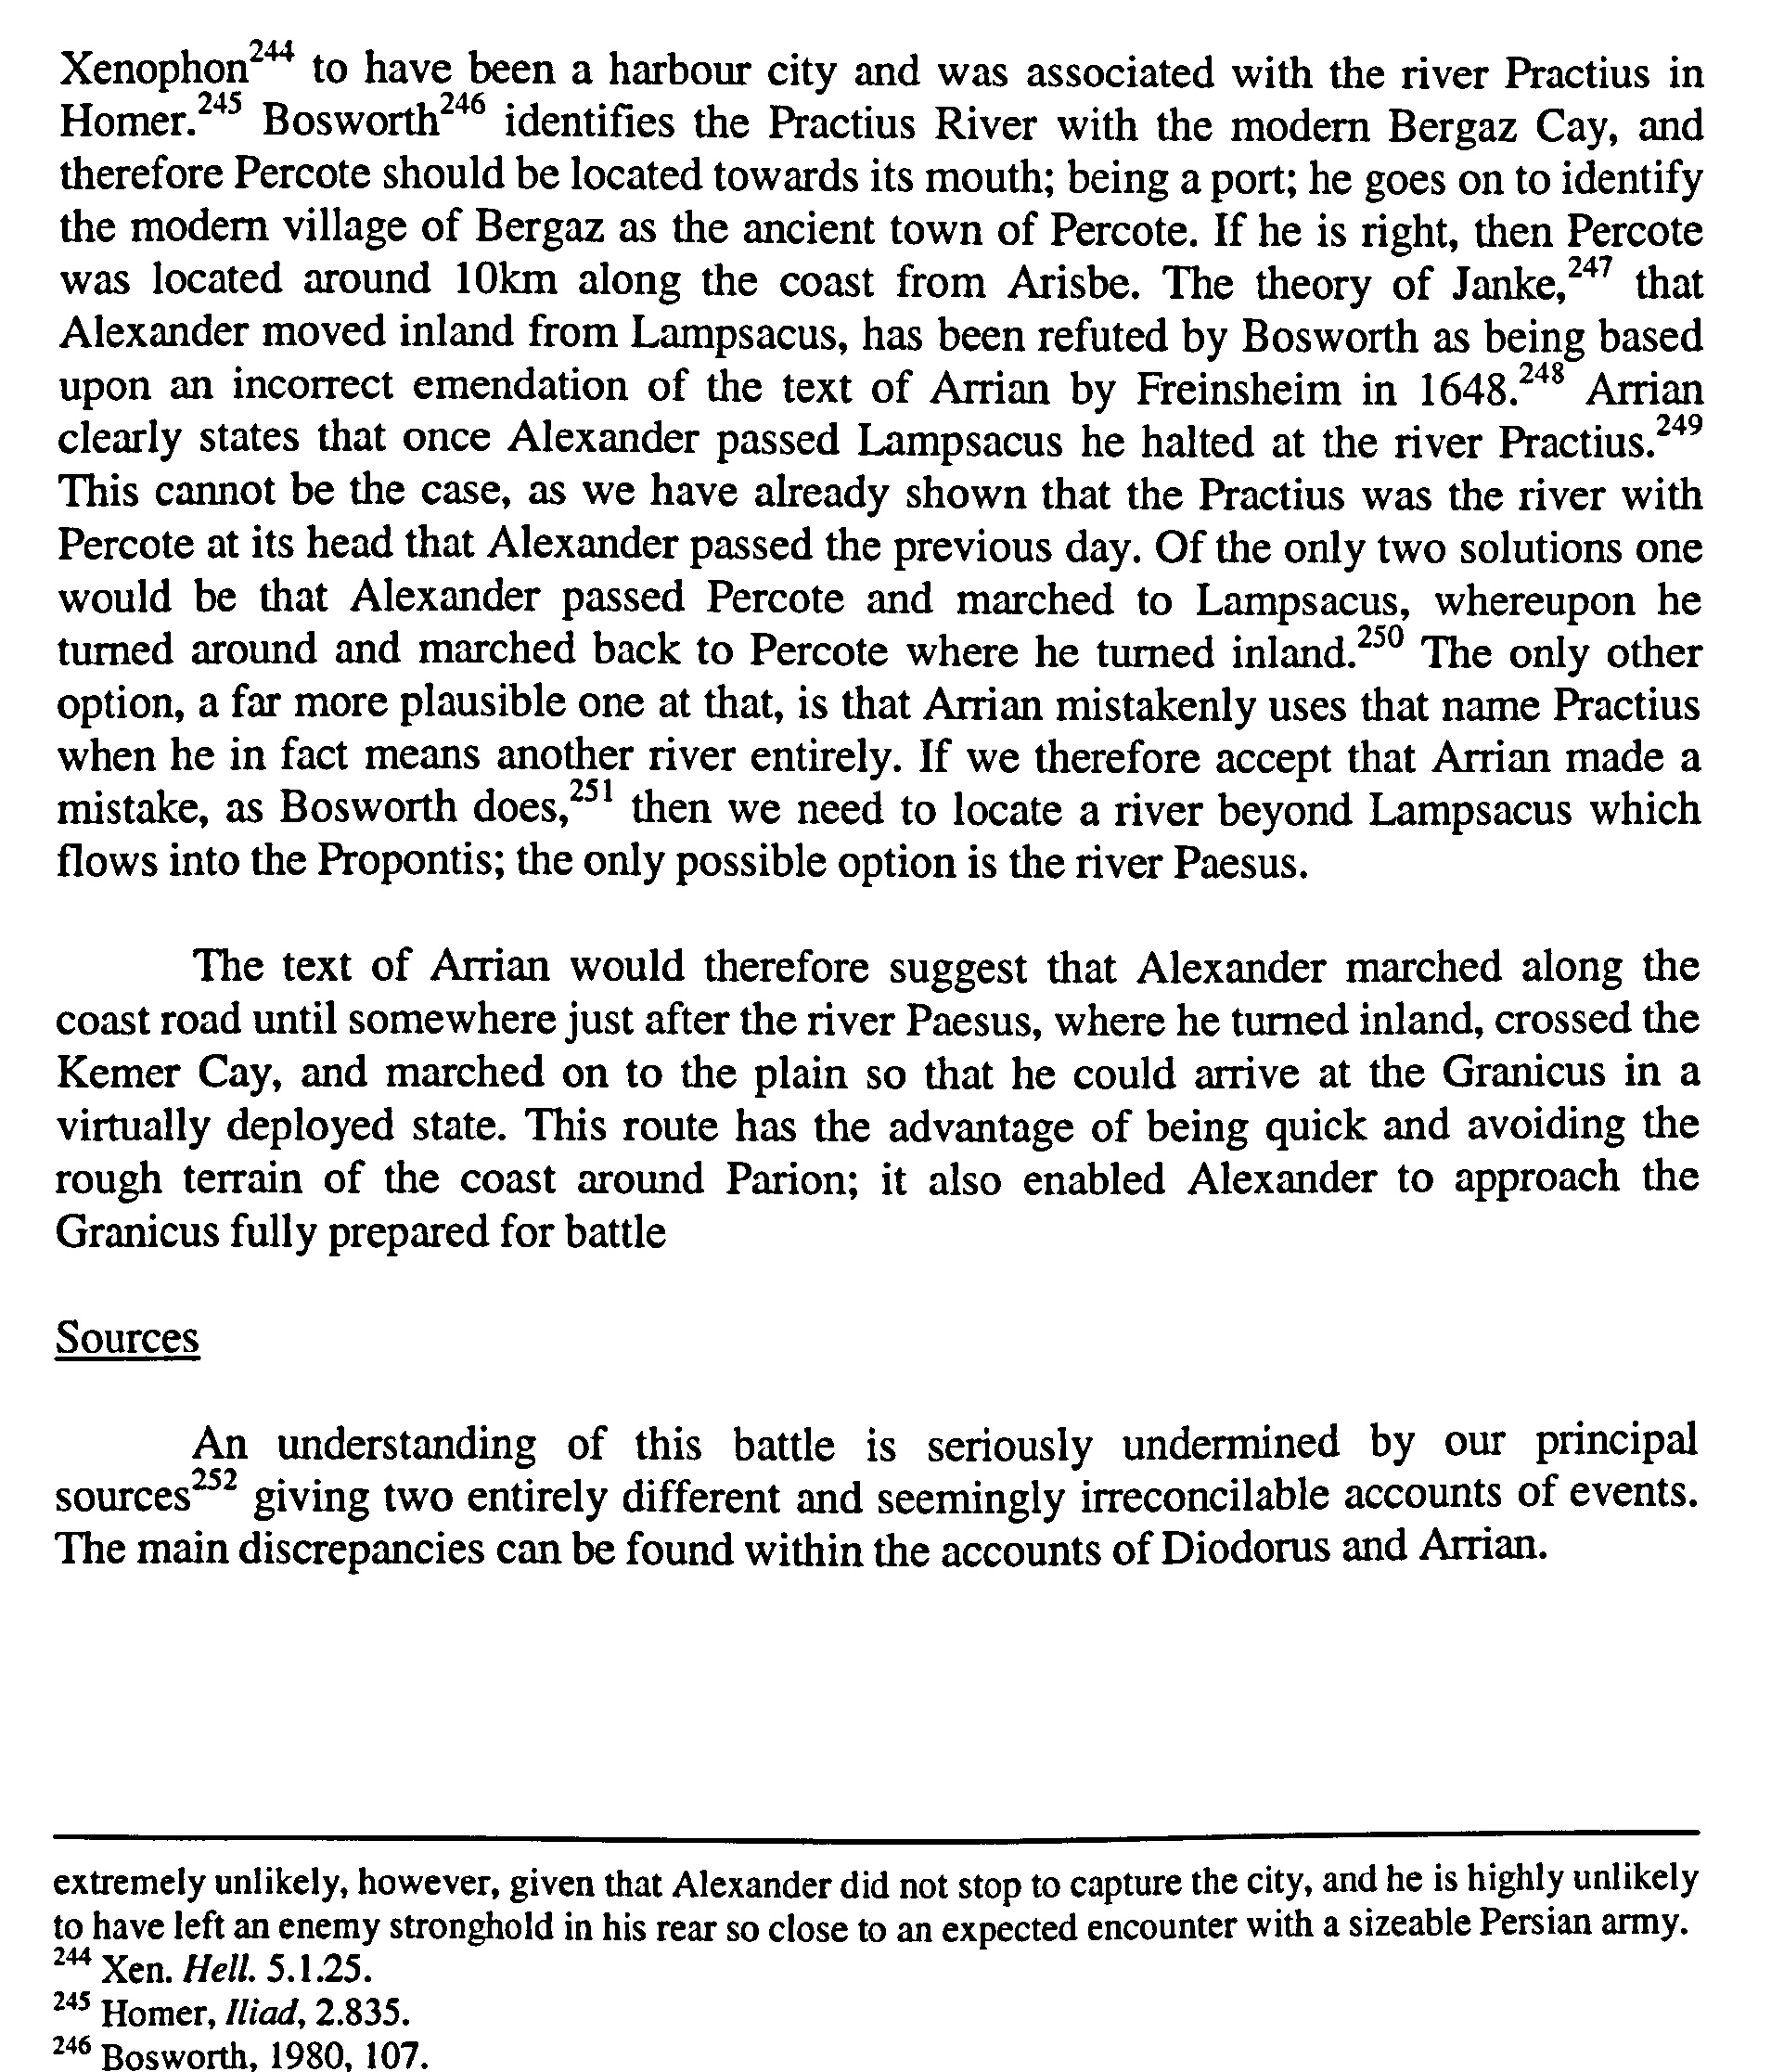 Xenophon244 to have been a harbour city and was associated with the river Practius in
Homer.245 Bosworth246 identifies the Practius River with the modern Bergaz Cay, and
therefore Percote should be located towards its mouth; being a port; he goes on to identify
the modern village of Bergaz as the ancient town of Percote. If he is right, then Percote
was located around 10km along the coast from Arisbe. The theory of Janke,247 that
Alexander moved inland from Lampsacus, has been refuted by Bosworth as being based
upon an incorrect emendation of the text of Arrian by Freinsheim in 1648.248 Arrian
clearly states that once Alexander passed Lampsacus he halted at the river Practius.249
This cannot be the case, as we have already shown that the Practius was the river with
Percote at its head that Alexander passed the previous day. Of the only two solutions one
would be that Alexander passed Percote and marched to Lampsacus, whereupon he
turned around and marched back to Percote where he turned inland.250 The only other
option, a far more plausible one at that, is that Arrian mistakenly uses that name Practius
when he in fact means another river entirely. If we therefore accept that Arrian made a
mistake, as Bosworth does,251 then we need to locate a river beyond Lampsacus which
flows into the Propontis; the only possible option is the river Paesus.
The text of Arrian would therefore suggest that Alexander marched along the
coast road until somewhere just after the river Paesus, where he turned inland, crossed the
Kemer Cay, and marched on to the plain so that he could arrive at the Granicus in a
virtually deployed state. This route has the advantage of being quick and avoiding the
rough terrain of the coast around Parion; it also enabled Alexander to approach the
Granicus fully prepared for battle
Sources
An understanding of this battle is seriously undermined by our principal
sources252 giving two entirely different and seemingly irreconcilable accounts of events.
The main discrepancies can be found within the accounts of Diodorus and Arrian.
extremely unlikely, however, given that Alexander did not stop to capture the city, and he is highly unlikely
to have left an enemy stronghold in his rear so close to an expected encounter with a sizeable Persian army.
244 Xen. Hell. 5.1.25.
245 Homer, Iliad, 2.835.
246 Bosworth, 1980, 107.